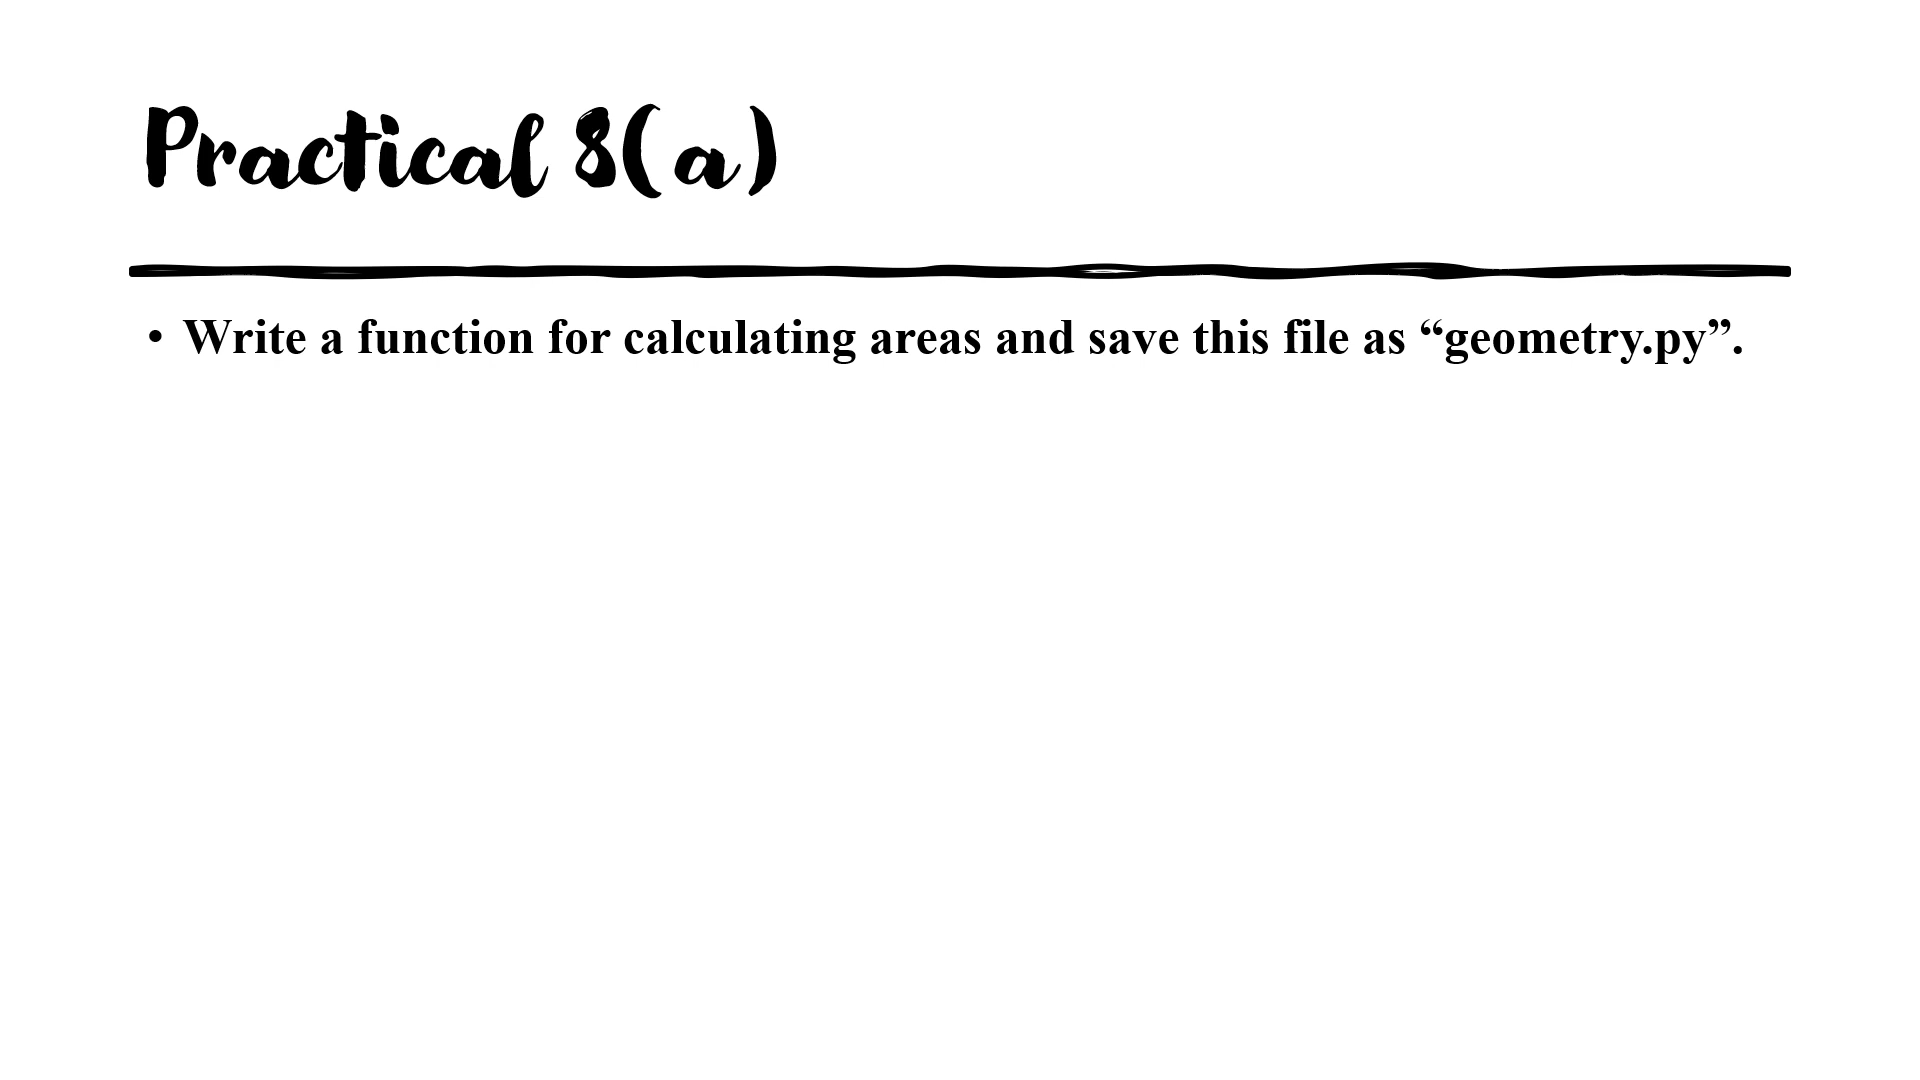 Practical 8(a)
• Write a function for calculating areas and save this file as “geometry.py”.